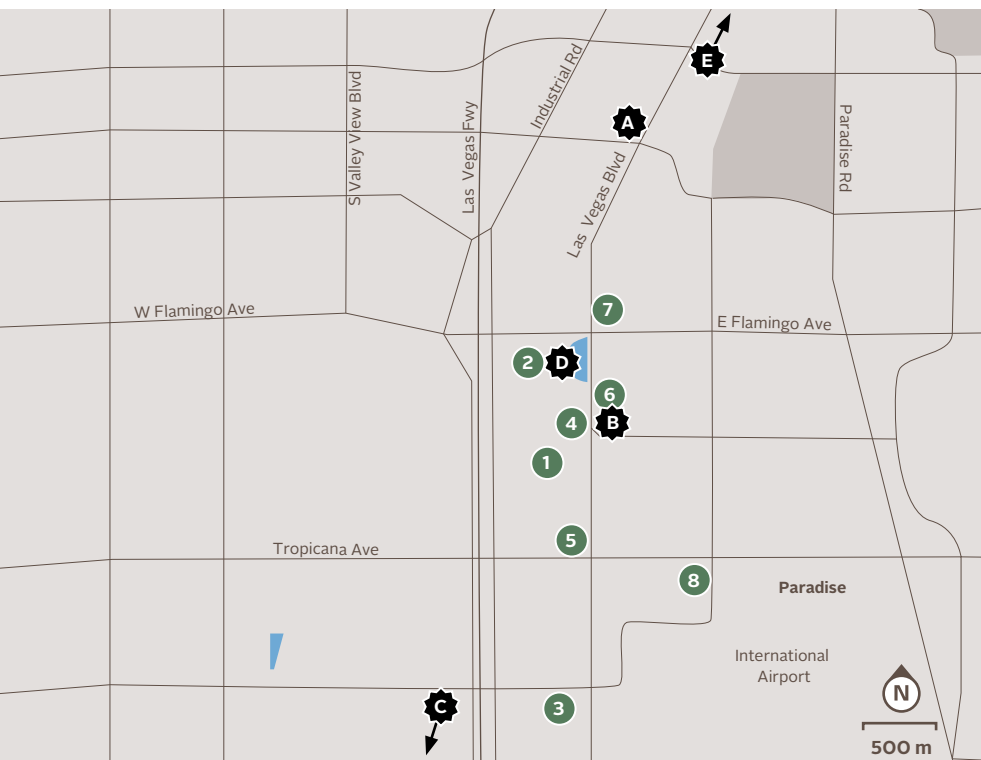 E
A
S Valley View Blvd
Las Vegas Fwy
Industrial Rd
Las Vegas Blvd
Paradise Rd
W Flamingo Ave
7
E Flamingo Ave
2
D
6
4
B
1
5
Tropicana Ave
8
Paradise
International
Airport
C
3
N
500 m